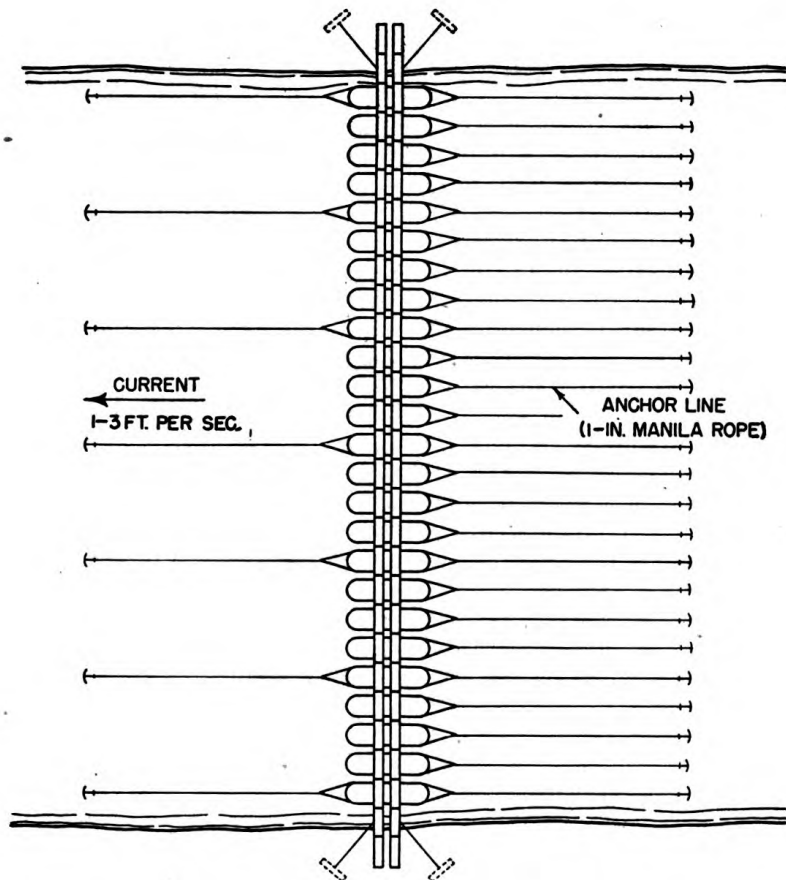 CURRENT
1-3 FT. PER SEC.
ANCHOR LINE
(1-IN. MANILA ROPE)